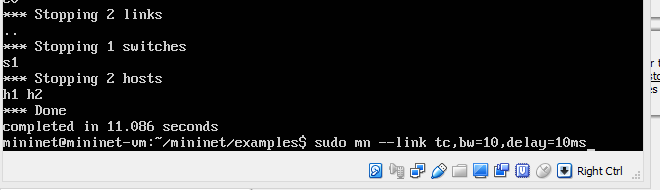 *** Stopping 2 links
..
*** Stopping 1 switches
s1
*** Stopping 2 hosts
h1 h2
*** Done
completed in 11.086 seconds
mininet@mininet-vm:~/mininet/examples$ sudo mn --link tc,bw=10,delay=10ms_
Right Ctrl